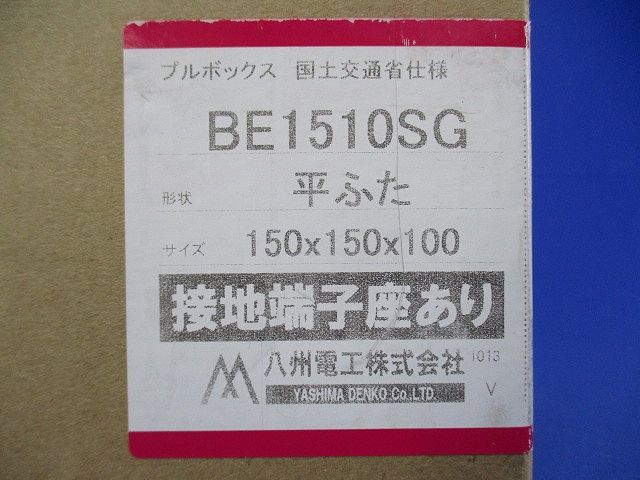 プルボックス 国土交通省仕様
BE1510SG
形状 平ふた
サイズ 150x150x100
接地端子座あり
八州電工株式会社 1013
YASHIMA DENKO Co.LTD. V